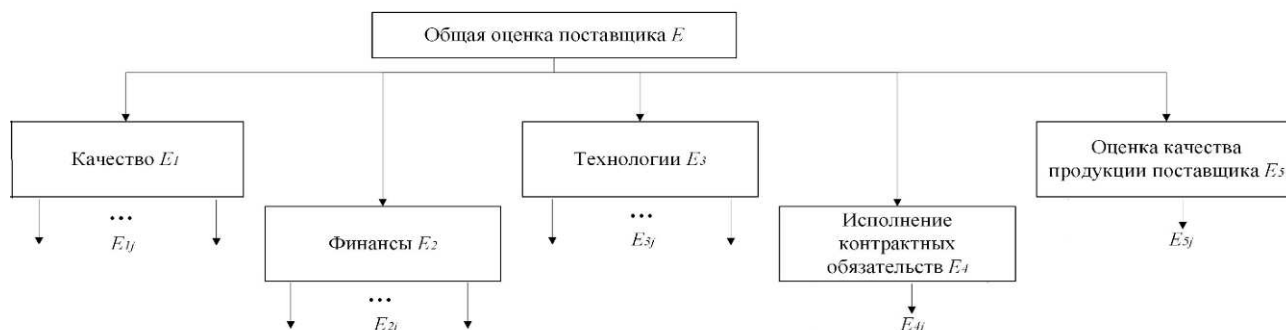 Общая оценка поставщика E
Качество E1
Технологии E3
Оценка качества
продукции поставщика E5
...
E1j
Финансы E2
...
E3j
Исполнение
контрактных
обязательств E4
E5j
...
E2j
E4j